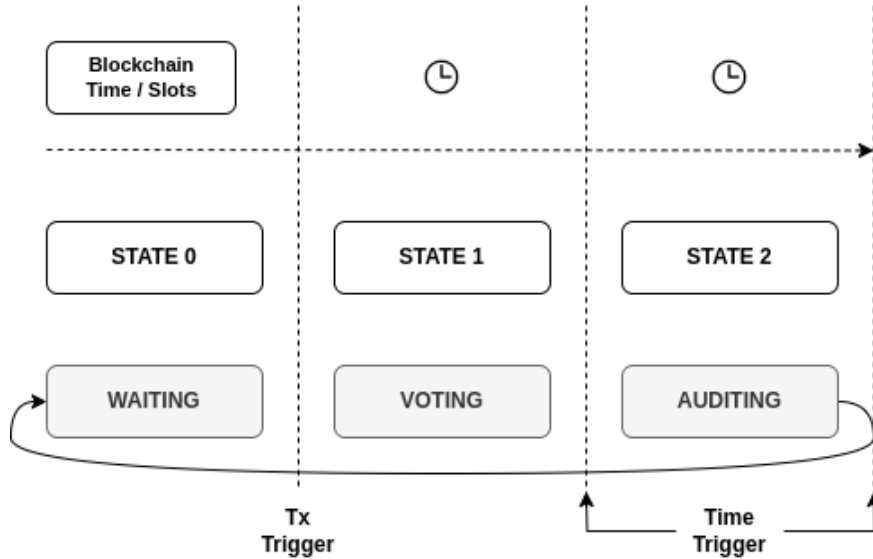 Blockchain
Time / Slots
STATE 0
STATE 1
STATE 2
WAITING
VOTING
AUDITING
Tx
Trigger
Time
Trigger